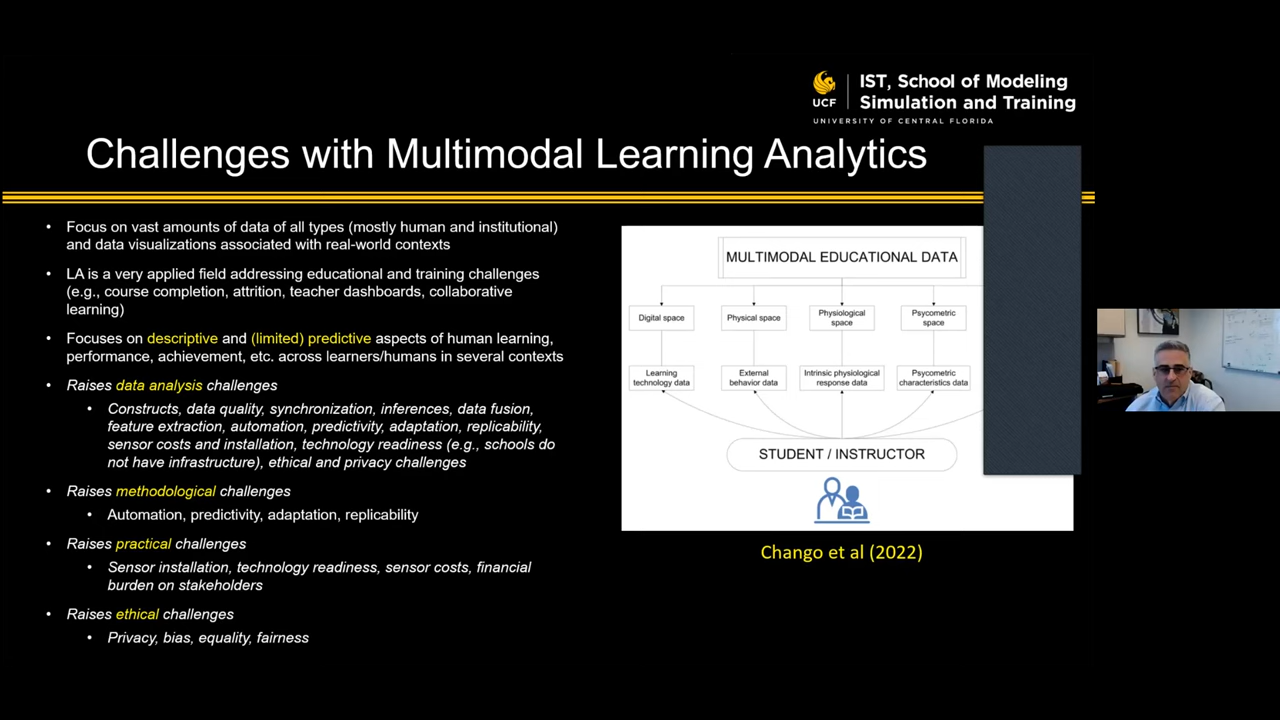 UCF
IST, School of Modeling
Simulation and Training
UNIVERSITY OF CENTRAL FLORIDA
Challenges with Multimodal Learning Analytics
• Focus on vast amounts of data of all types (mostly human and institutional)
and data visualizations associated with real-world contexts
• LA is a very applied field addressing educational and training challenges
(e.g., course completion, attrition, teacher dashboards, collaborative
learning)
• Focuses on descriptive and (limited) predictive aspects of human learning,
performance, achievement, etc. across learners/humans in several contexts
• Raises data analysis challenges
• Constructs, data quality, synchronization, inferences, data fusion,
feature extraction, automation, predictivity, adaptation, replicability,
sensor costs and installation, technology readiness (e.g., schools do
not have infrastructure), ethical and privacy challenges
• Raises methodological challenges
• Automation, predictivity, adaptation, replicability
• Raises practical challenges
• Sensor installation, technology readiness, sensor costs, financial
burden on stakeholders
• Raises ethical challenges
• Privacy, bias, equality, fairness
MULTIMODAL EDUCATIONAL DATA
Digital space
Physical space
Physiological
space
Psycometric
space
Learning
technology data
External
behavior data
Intrinsic physiological
response data
Psycometric
characteristics data
STUDENT / INSTRUCTOR
Chango et al (2022)